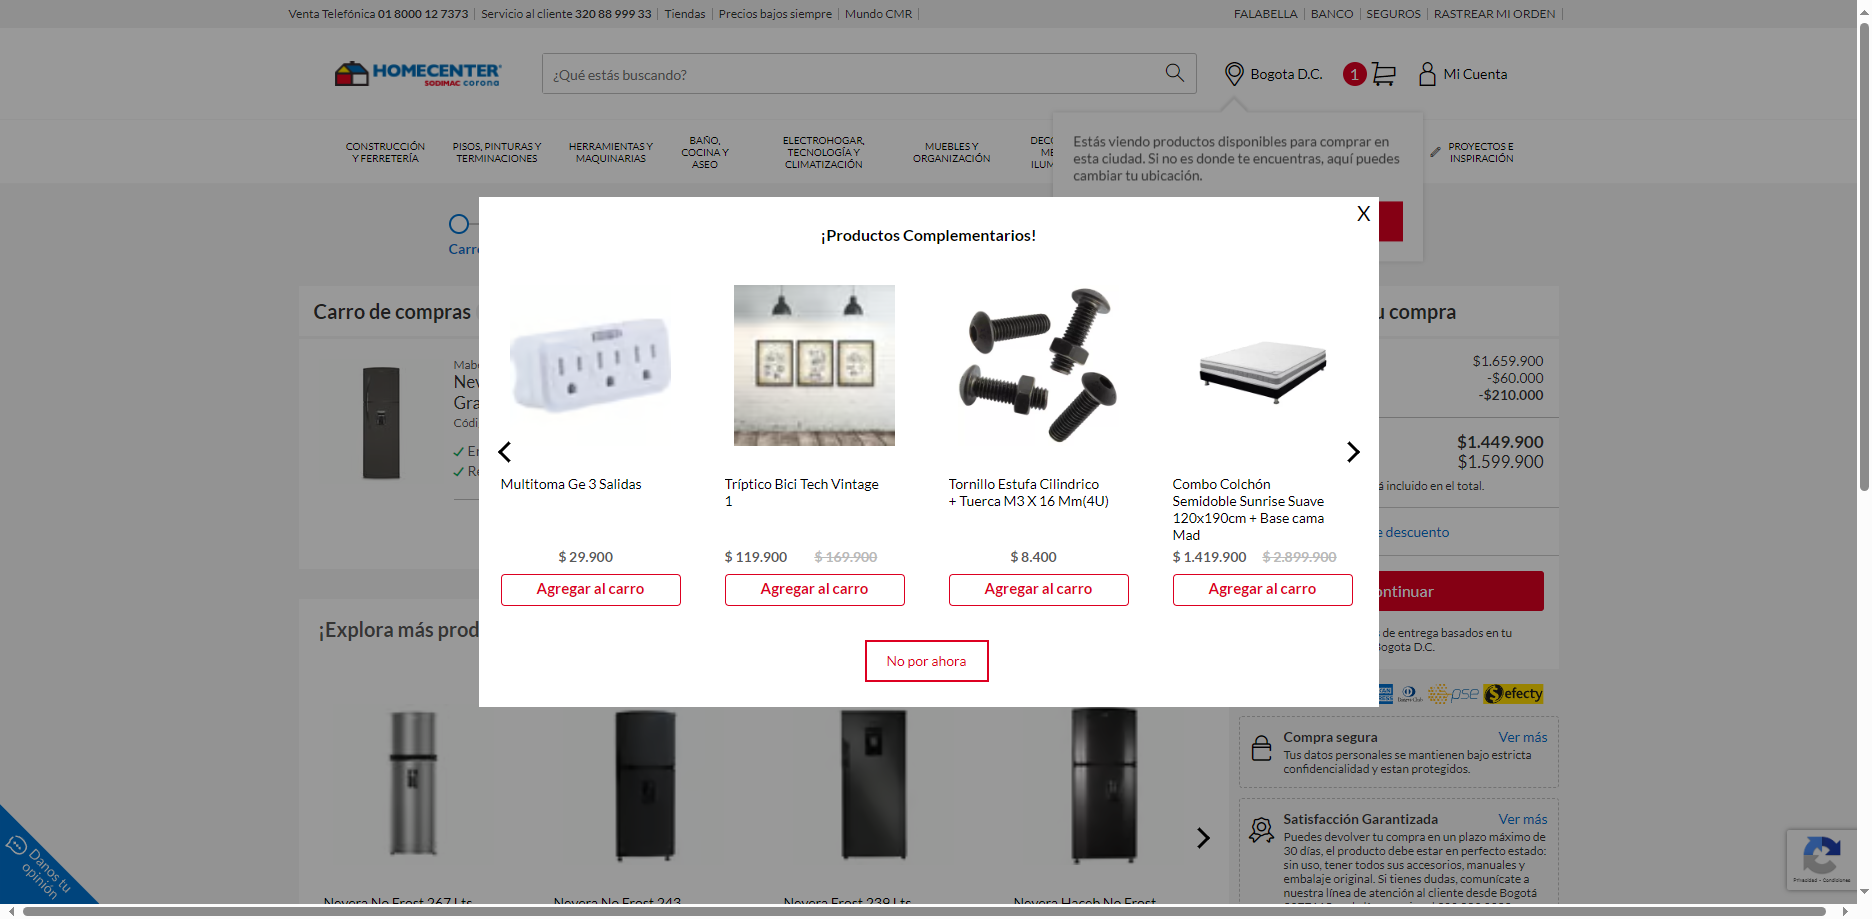 Venta Telefónica 01 8000 12 7373
Servicio al cliente 320 88 999 33
Tiendas
Precios bajos siempre
Mundo CMR
FALABELLA
BANCO
SEGUROS
RASTREAR MI ORDEN
HOMECENTER
SODIMAC corona
¿Qué estás buscando?
Bogota D.C.
1
Mi Cuenta
CONSTRUCCIÓN
Y FERRETERÍA
PISOS, PINTURAS Y
TERMINACIONES
HERRAMIENTAS Y
MAQUINARIAS
BAÑO,
COCINA Y
ASEO
ELECTROHOGAR,
TECNOLOGÍA Y
CLIMATIZACIÓN
MUEBLES Y
ORGANIZACIÓN
PROYECTOS E
INSPIRACIÓN
Estás viendo productos disponibles para comprar en
esta ciudad. Si no es donde te encuentras, aquí puedes
cambiar tu ubicación.
X
¡Productos Complementarios!
Multitoma Ge 3 Salidas
$ 29.900
Agregar al carro
Tríptico Bici Tech Vintage
1
$ 119.900 $ 169.900
Agregar al carro
Tornillo Estufa Cilindrico
+ Tuerca M3 X 16 Mm(4U)
$ 8.400
Agregar al carro
Combo Colchón
Semidoble Sunrise Suave
120x190cm + Base cama
Mad
$ 1.419.900 $ 2.899.900
Agregar al carro
No por ahora
Carro de compras
u compra
$1.659.900
-$60.000
-$210.000
$1.449.900
$1.599.900
á incluido en el total.
e descuento
ontinuar
s de entrega basados en tu
Bogota D.C.
pse
efecty
¡Explora más prod
Compra segura
Ver más
Tus datos personales se mantienen bajo estricta
confidencialidad y estan protegidos.
Satisfacción Garantizada
Ver más
Puedes devolver tu compra en un plazo máximo de
30 días, el producto debe estar en perfecto estado:
sin uso, tener todos sus accesorios, manuales y
embalaje original. Si tienes dudas, comunícate a
nuestra línea de atención al cliente desde Bogotá
Nevera No Frost 267 Lts
Nevera No Frost 243
Nevera Frost 239 Lts
Nevera Haceb No Frost
Danos tu
opinión
Privacidad - Condiciones